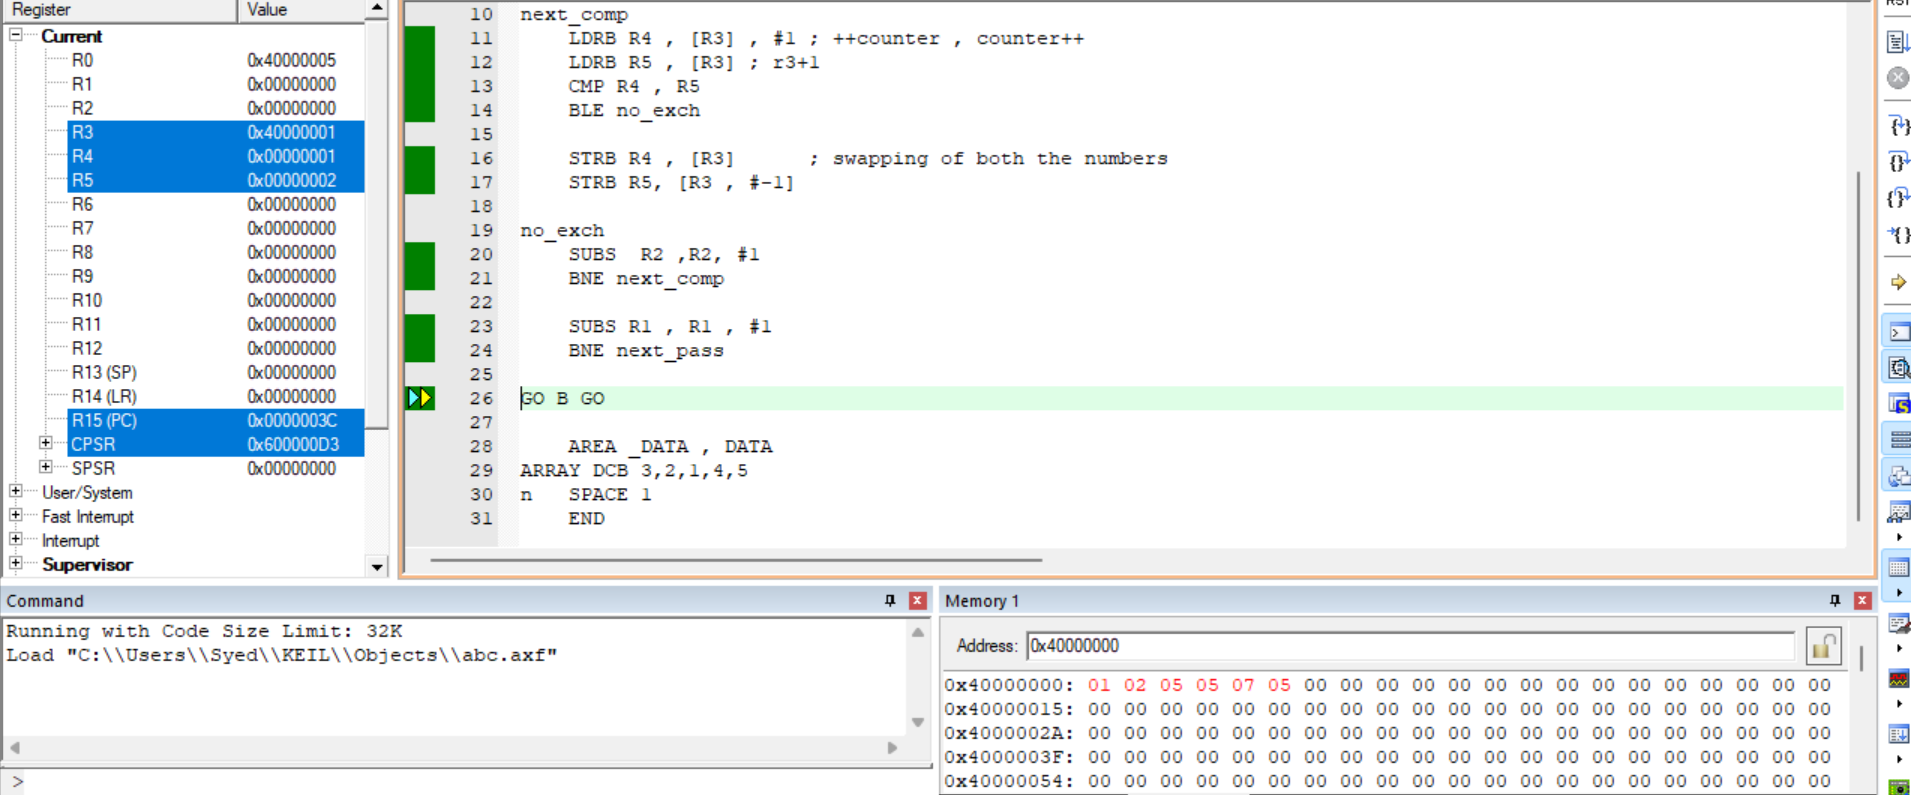 Register Value
Current
R0 0x40000005
R1 0x00000000
R2 0x00000000
R3 0x40000001
R4 0x00000001
R5 0x00000002
R6 0x00000000
R7 0x00000000
R8 0x00000000
R9 0x00000000
R10 0x00000000
R11 0x00000000
R12 0x00000000
R13 (SP) 0x00000000
R14 (LR) 0x00000000
R15 (PC) 0x0000003C
CPSR 0x600000D3
SPSR 0x00000000
User/System
Fast Interrupt
Interrupt
Supervisor
10 next_comp
11 LDRB R4 , [R3] , #1 ; ++counter , counter++
12 LDRB R5 , [R3] ; r3+1
13 CMP R4 , R5
14 BLE no_exch
15
16 STRB R4 , [R3] ; swapping of both the numbers
17 STRB R5, [R3 , #-1]
18
19 no_exch
20 SUBS R2 ,R2, #1
21 BNE next_comp
22
23 SUBS R1 , R1 , #1
24 BNE next_pass
25
26 GO B GO
27
28 AREA _DATA , DATA
29 ARRAY DCB 3,2,1,4,5
30 n SPACE 1
31 END
Command
Running with Code Size Limit: 32K
Load "C:\\Users\\Syed\\KEIL\\Objects\\abc.axf"
>
Memory 1
Address: 0x40000000
0x40000000: 01 02 05 05 07 05 00 00 00 00 00 00 00 00 00 00 00 00 00 00 00
0x40000015: 00 00 00 00 00 00 00 00 00 00 00 00 00 00 00 00 00 00 00 00 00
0x4000002A: 00 00 00 00 00 00 00 00 00 00 00 00 00 00 00 00 00 00 00 00 00
0x4000003F: 00 00 00 00 00 00 00 00 00 00 00 00 00 00 00 00 00 00 00 00 00
0x40000054: 00 00 00 00 00 00 00 00 00 00 00 00 00 00 00 00 00 00 00 00 00